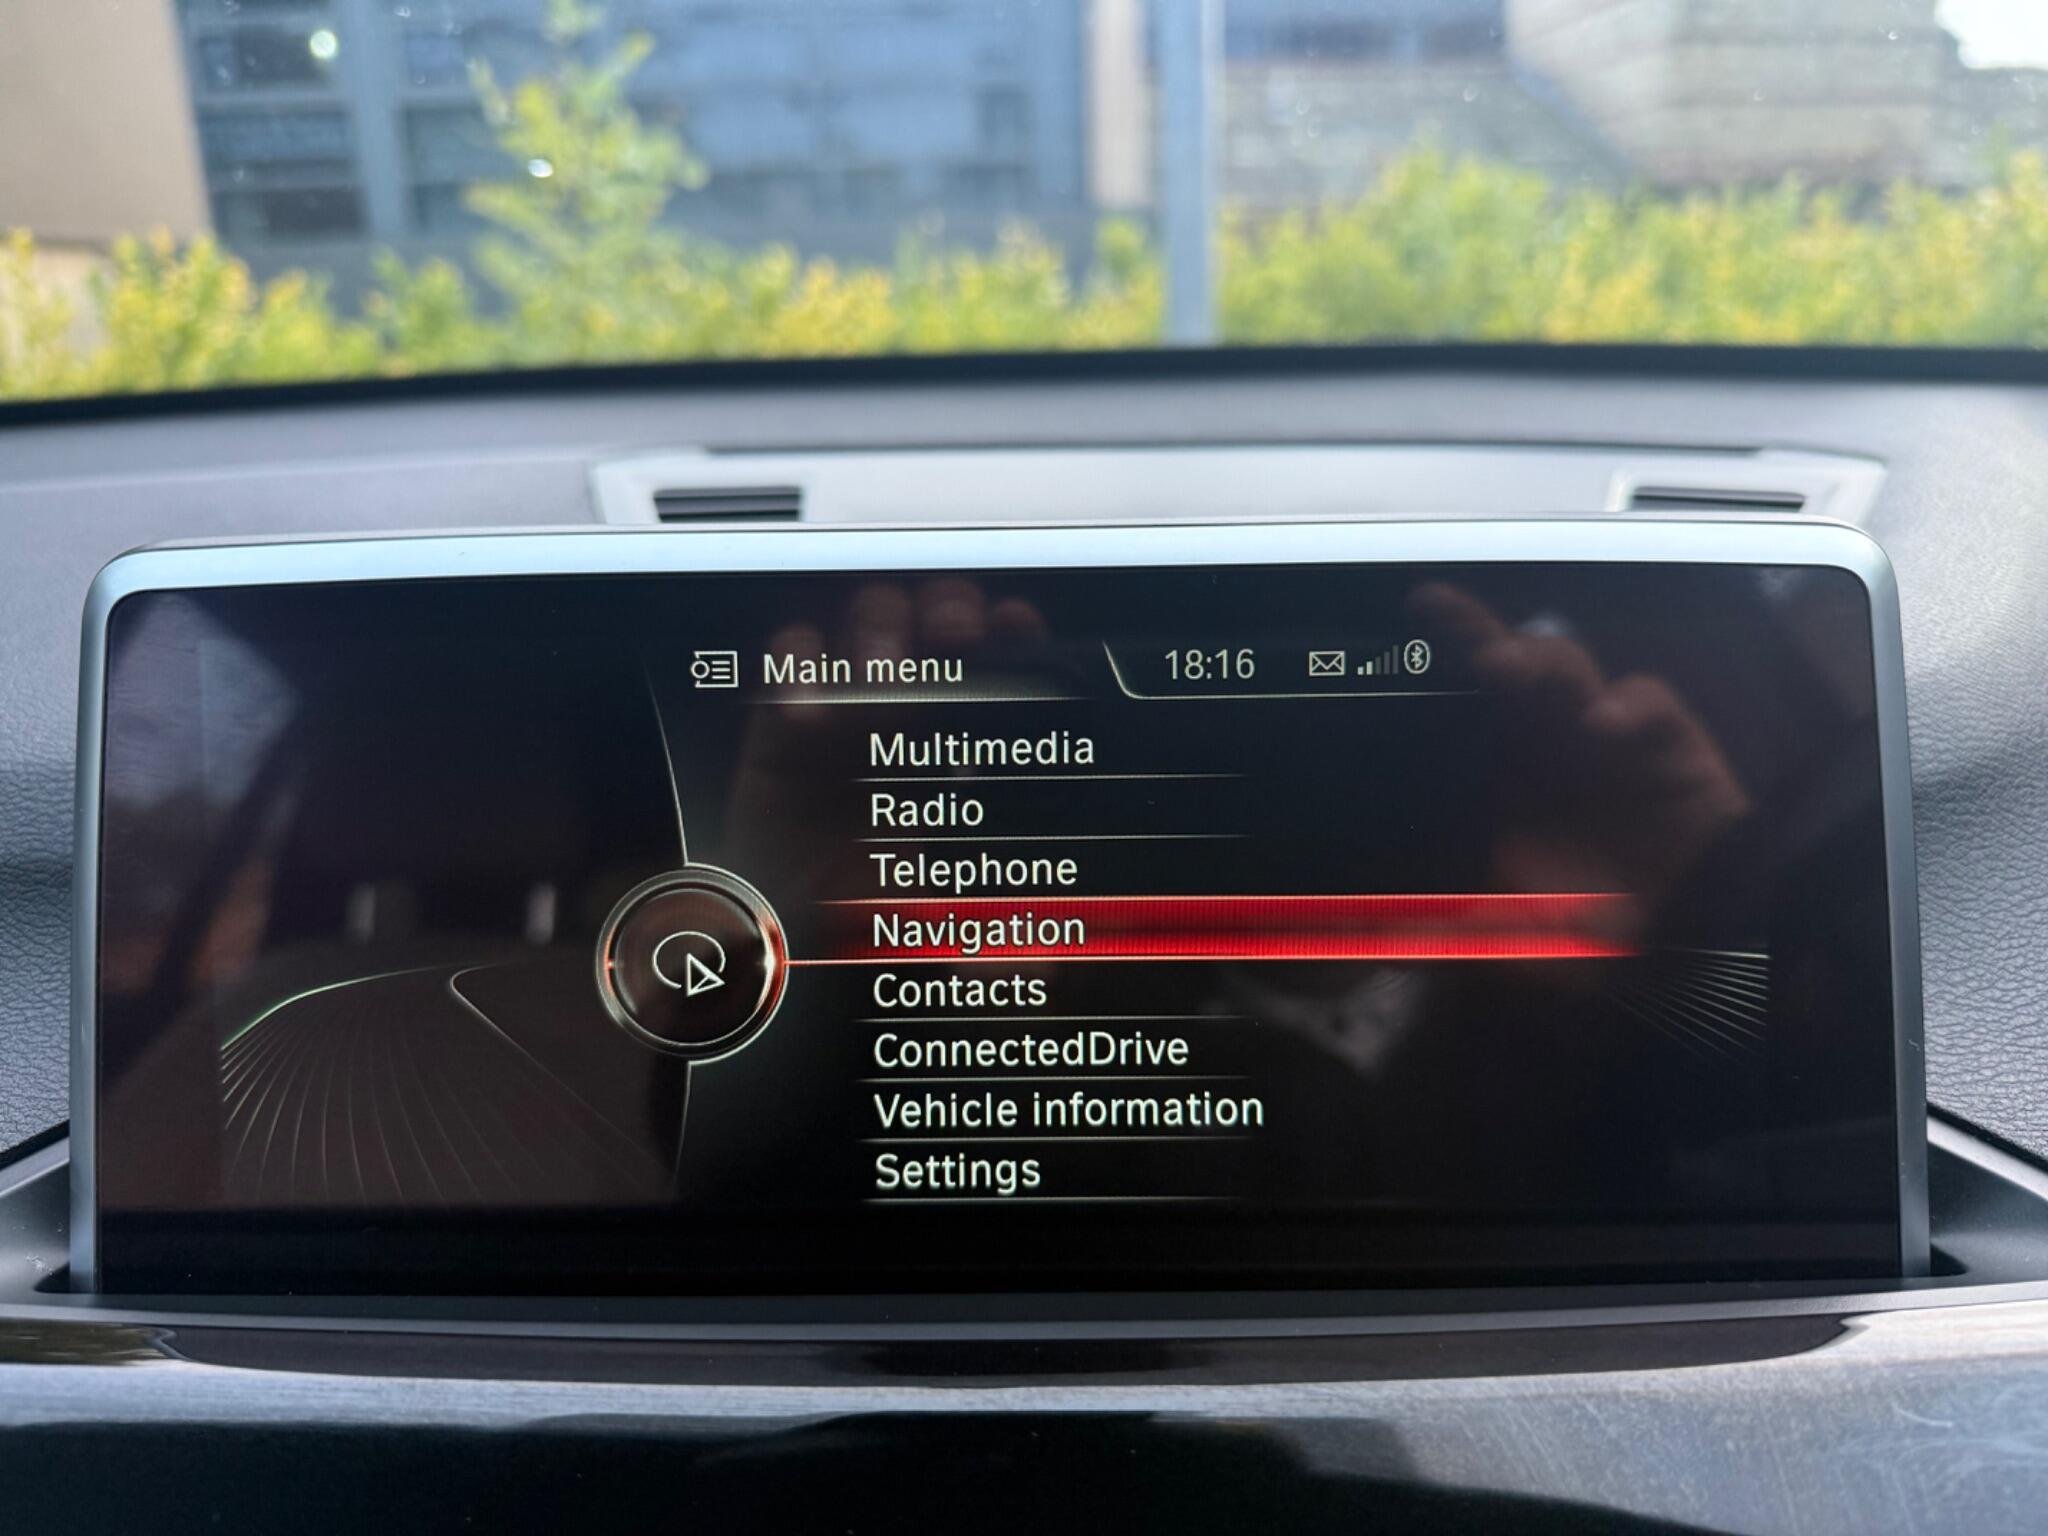 Main menu 18:16
Multimedia
Radio
Telephone
Navigation
Contacts
ConnectedDrive
Vehicle information
Settings